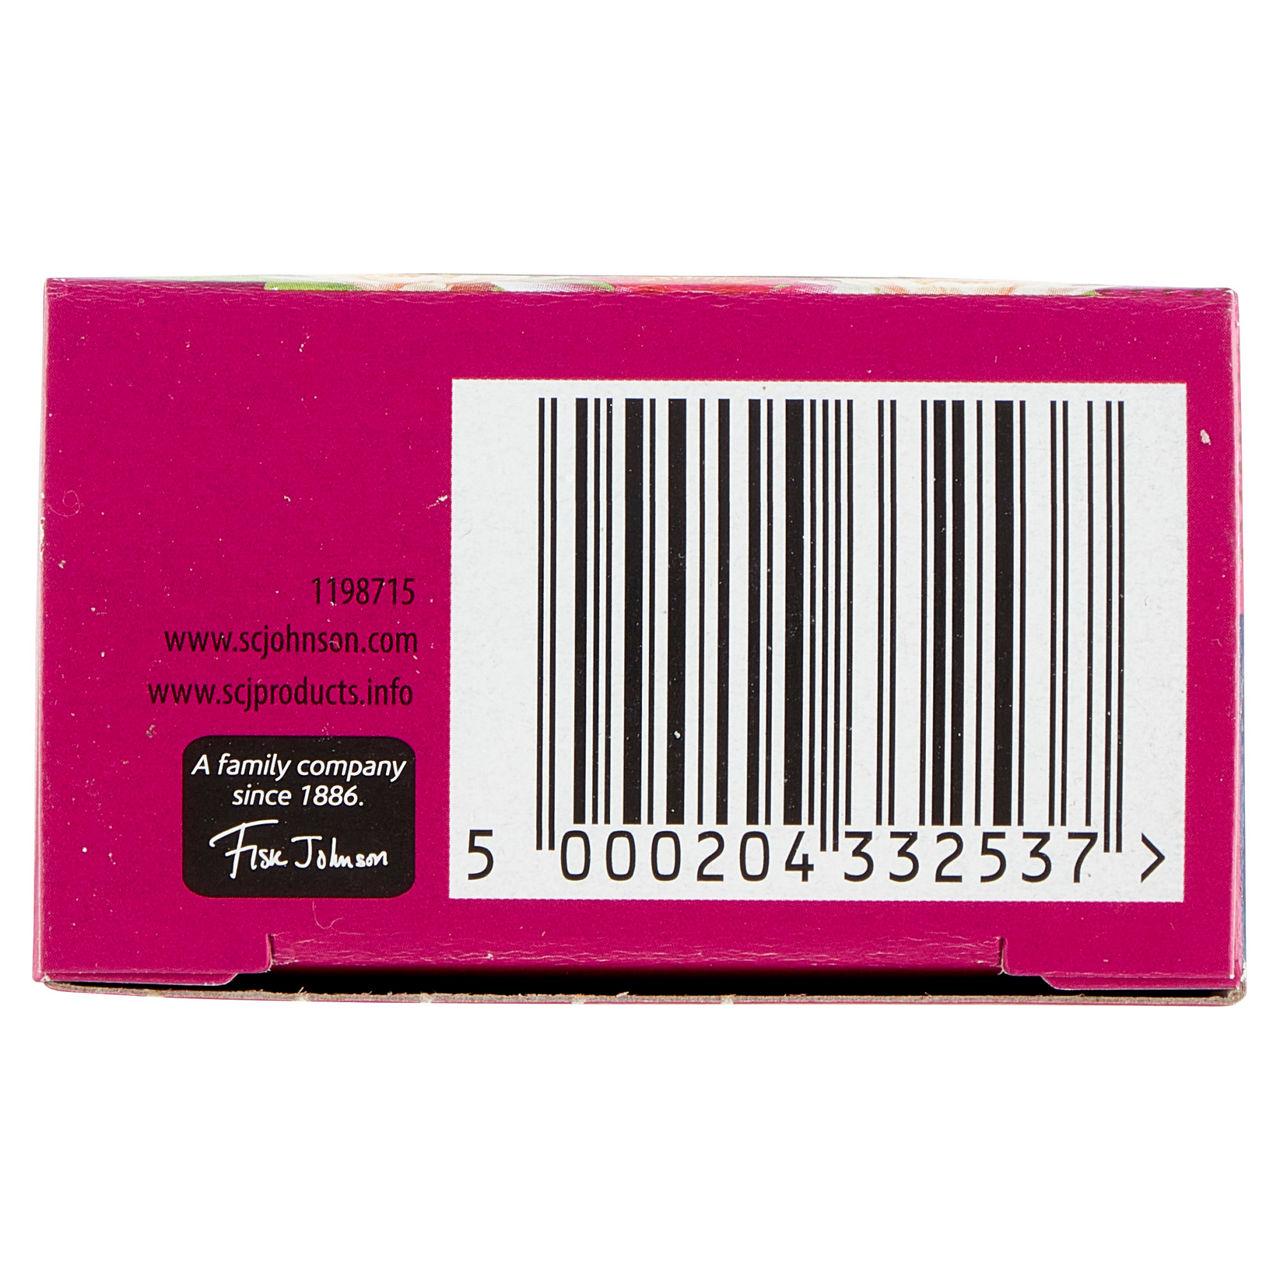 1198715
www.scjohnson.com
www.scjproducts.info
A family company
since 1886.
Fisk Johnson
5 000204 332537 >